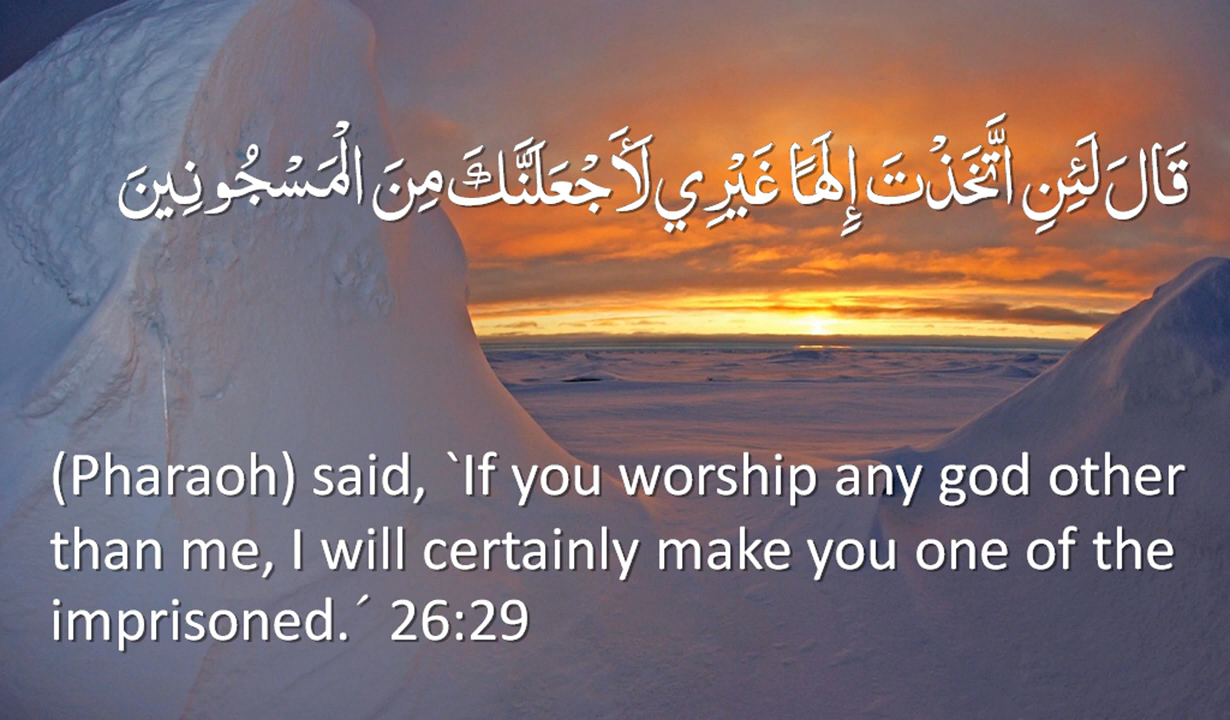 قَالَ لَئِنِ اتَّخَذْتَ إِلَٰهًا غَيْرِي لَأَجْعَلَنَّكَ مِنَ الْمَسْجُونِينَ
(Pharaoh) said, `If you worship any god other
than me, I will certainly make you one of the
imprisoned.´ 26:29